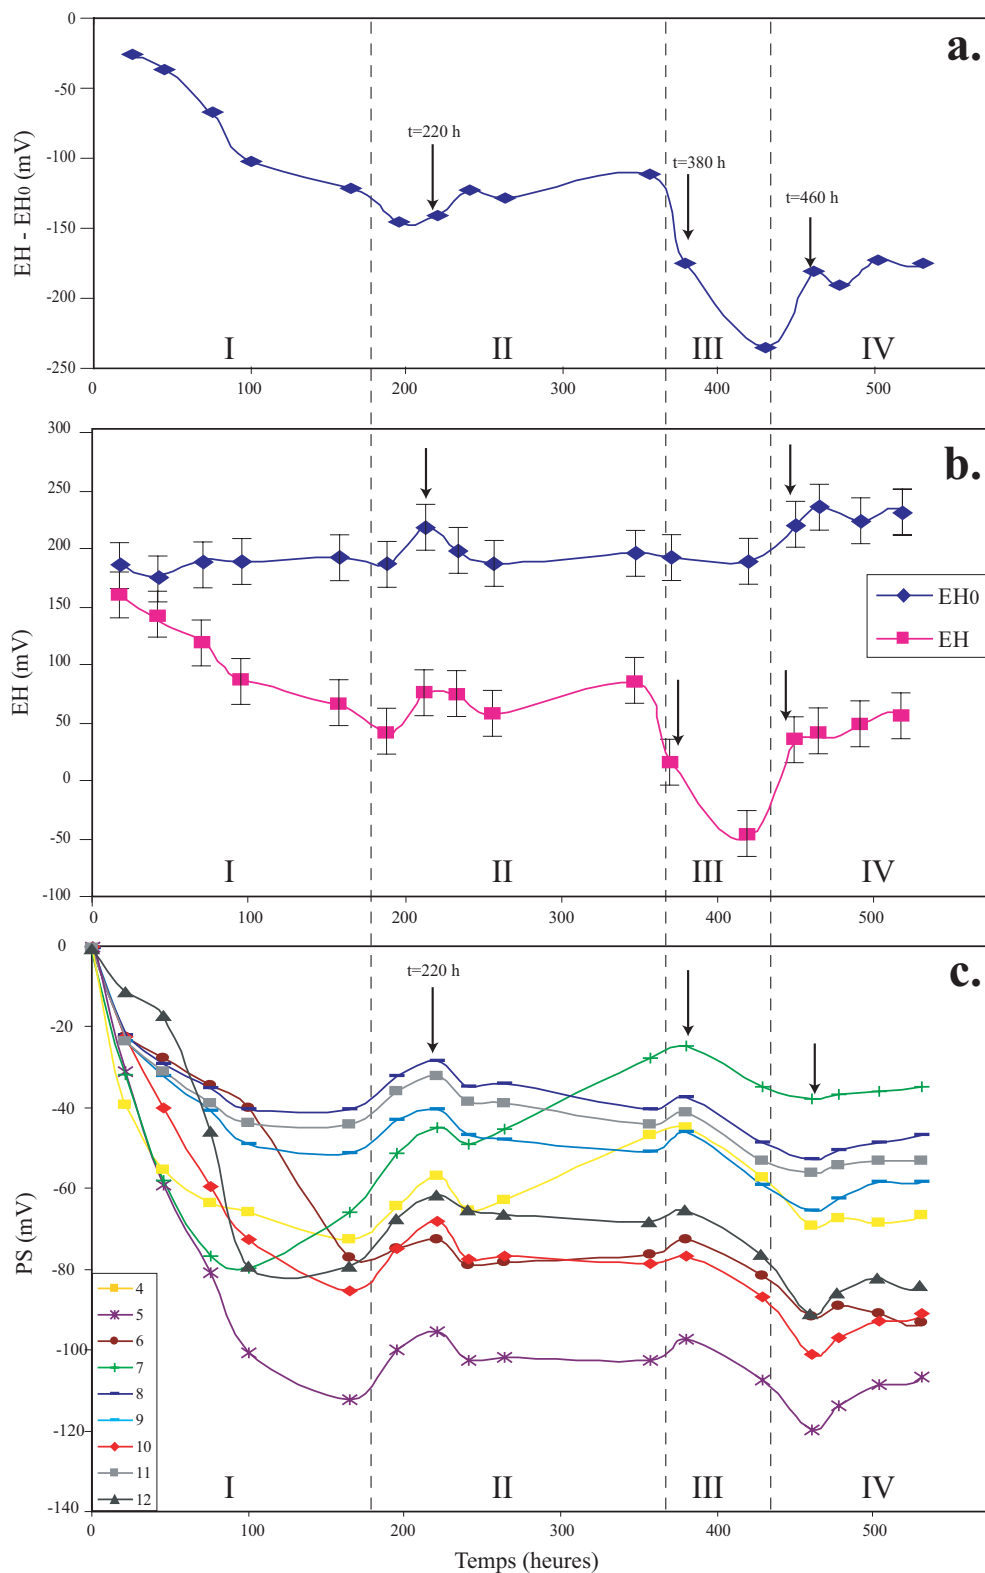 a.
0
-50
-100
-150
-200
-250
EH - EH0 (mV)
t=220 h
t=380 h
t=460 h
I
II
III
IV
0
100
200
300
400
500
b.
300
250
200
150
100
50
0
-50
-100
EH (mV)
EH0
EH
I
II
III
IV
0
100
200
300
400
500
c.
0
-20
-40
-60
-80
-100
-120
-140
PS (mV)
t=220 h
4
5
6
7
8
9
10
11
12
I
II
III
IV
0
100
200
300
400
500
Temps (heures)